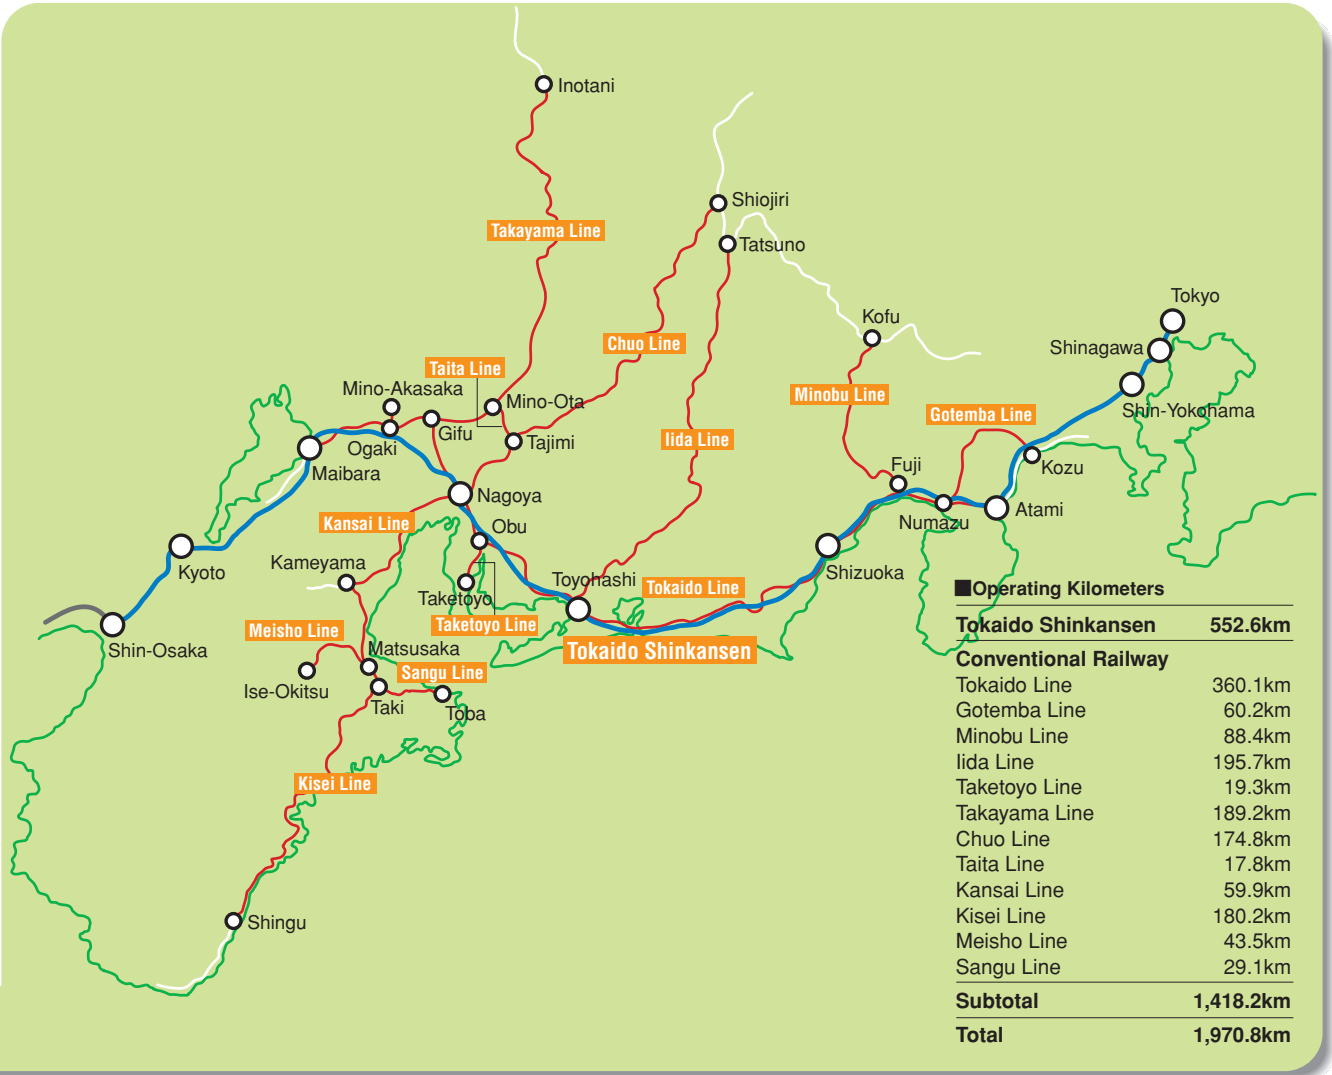 Inotani
Shiojiri
Takayama Line
Tatsuno
Tokyo
Kofu
Shinagawa
Chuo Line
Taita Line
Mino-Akasaka
Minobu Line
Mino-Ota
Shin-Yokohama
Gotemba Line
Gifu
Ogaki
Tajimi
Iida Line
Maibara
Kozu
Fuji
Nagoya
Atami
Numazu
Kansai Line
Obu
Kameyama
Kyoto
Shizuoka
Toyohashi
Tokaido Line
Taketoyo
Taketoyo Line
Meisho Line
Shin-Osaka
Matsusaka
Tokaido Shinkansen
Sangu Line
Ise-Okitsu
Taki
Toba
Kisei Line
Shingu
■Operating Kilometers
Tokaido Shinkansen 552.6km
Conventional Railway
Tokaido Line 360.1km
Gotemba Line 60.2km
Minobu Line 88.4km
Iida Line 195.7km
Taketoyo Line 19.3km
Takayama Line 189.2km
Chuo Line 174.8km
Taita Line 17.8km
Kansai Line 59.9km
Kisei Line 180.2km
Meisho Line 43.5km
Sangu Line 29.1km
Subtotal 1,418.2km
Total 1,970.8km